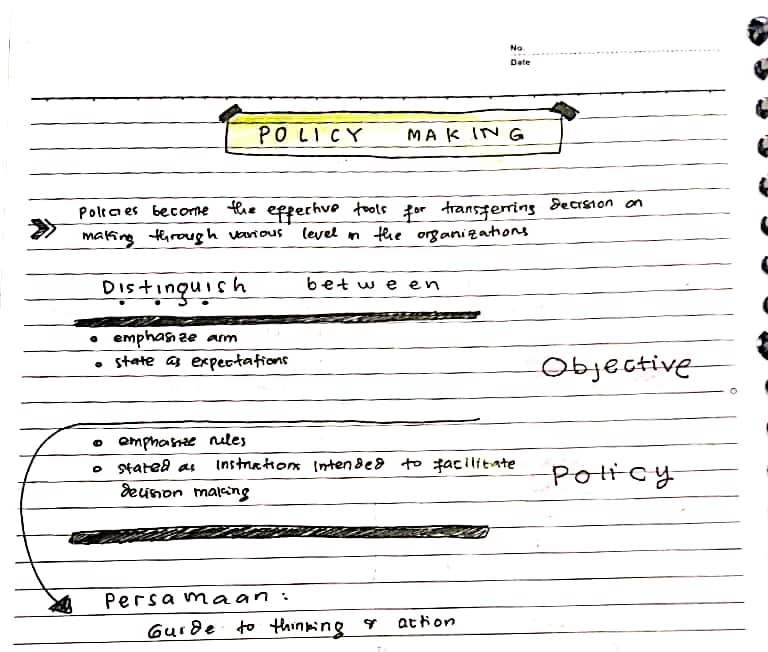 No.
Date
POLICY MAKING
Policies become the effective tools for transferring decision on
making through various level in the organizations
Distinguish between
• emphasize aim
• state as expectations
Objective
• emphasize rules
• stated as instructions intended to facilitate
decision making
Policy
Persamaan :
Guide to thinking & action